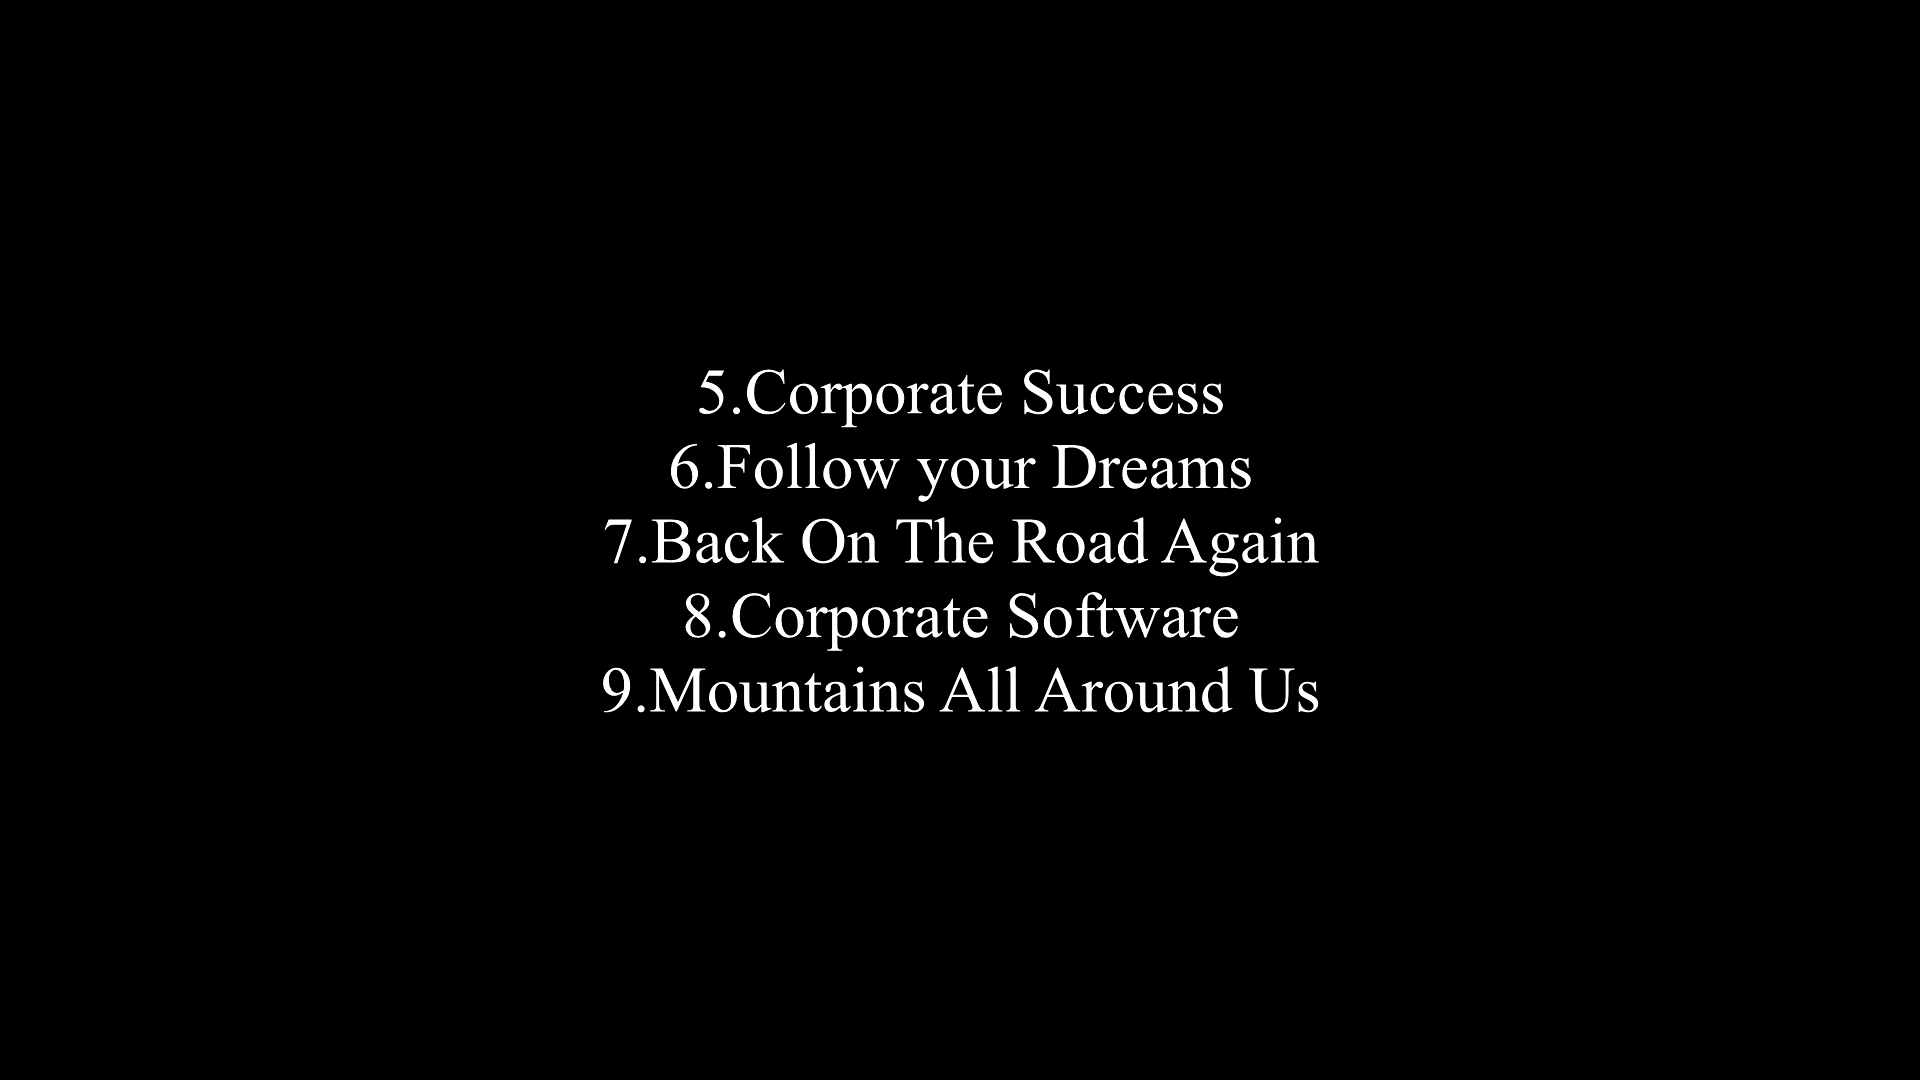 5.Corporate Success
6.Follow your Dreams
7.Back On The Road Again
8.Corporate Software
9.Mountains All Around Us